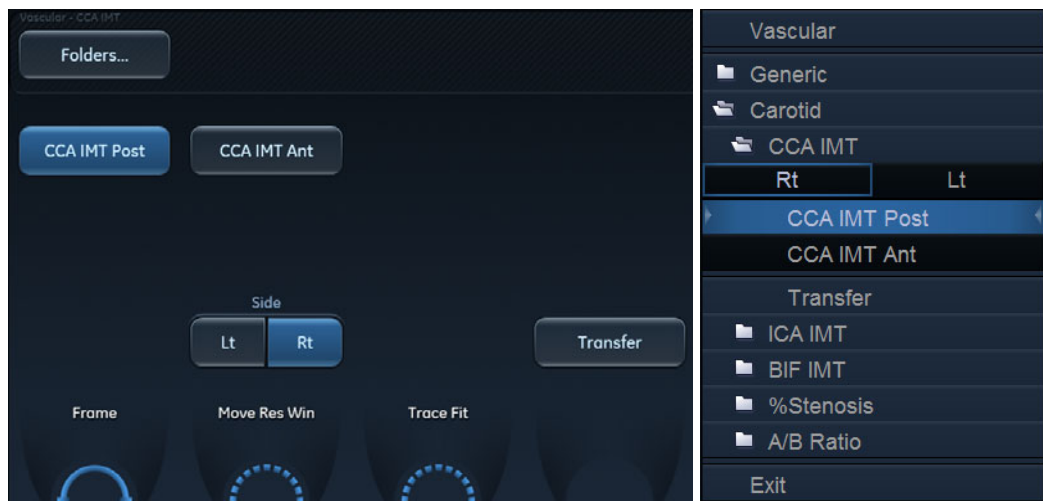 Vascular - CCA IMT
Folders...
CCA IMT Post
CCA IMT Ant
Side
Lt
Rt
Transfer
Frame
Move Res Win
Trace Fit
Vascular
Generic
Carotid
CCA IMT
Rt
Lt
CCA IMT Post
CCA IMT Ant
Transfer
ICA IMT
BIF IMT
%Stenosis
A/B Ratio
Exit